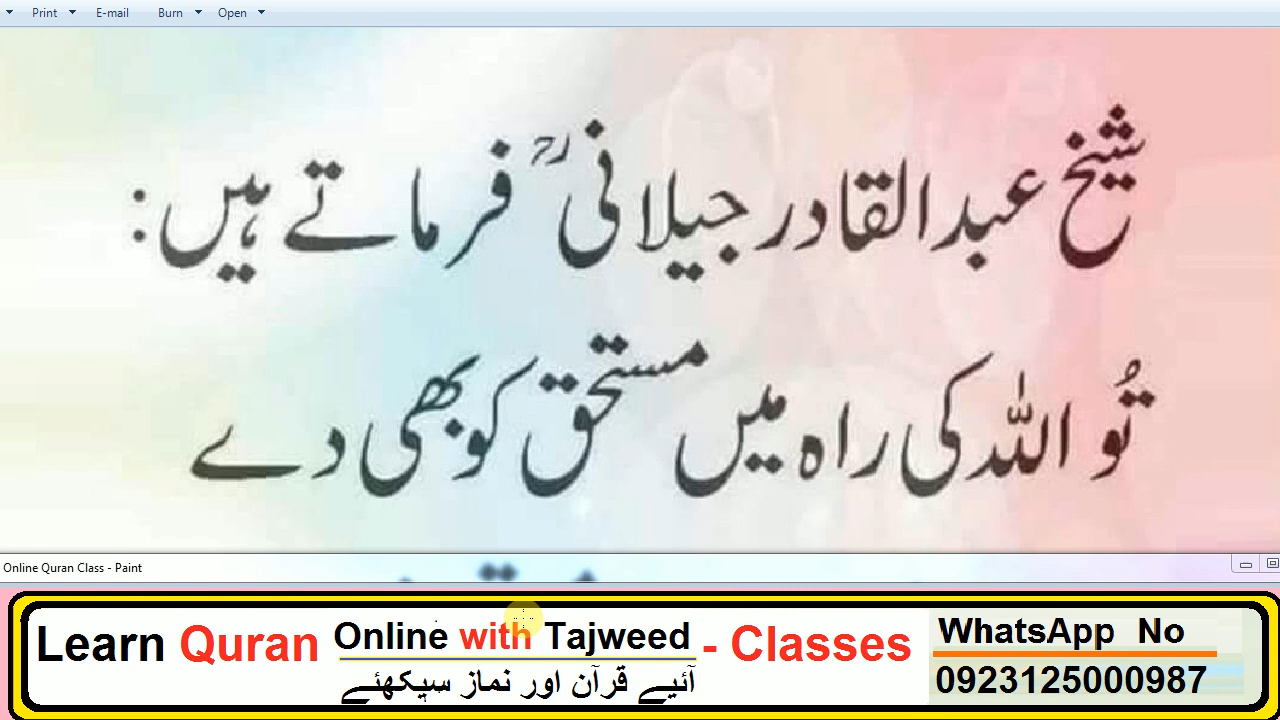 Print E-mail Burn Open
شیخ عبدالقادر جیلانیؒ فرماتے ہیں:
تُو اللہ کی راہ میں مستحق کو بھی دے
Online Quran Class - Paint
Learn Quran Online with Tajweed - Classes
آئیے قرآن اور نماز سیکھئے
WhatsApp No
0923125000987